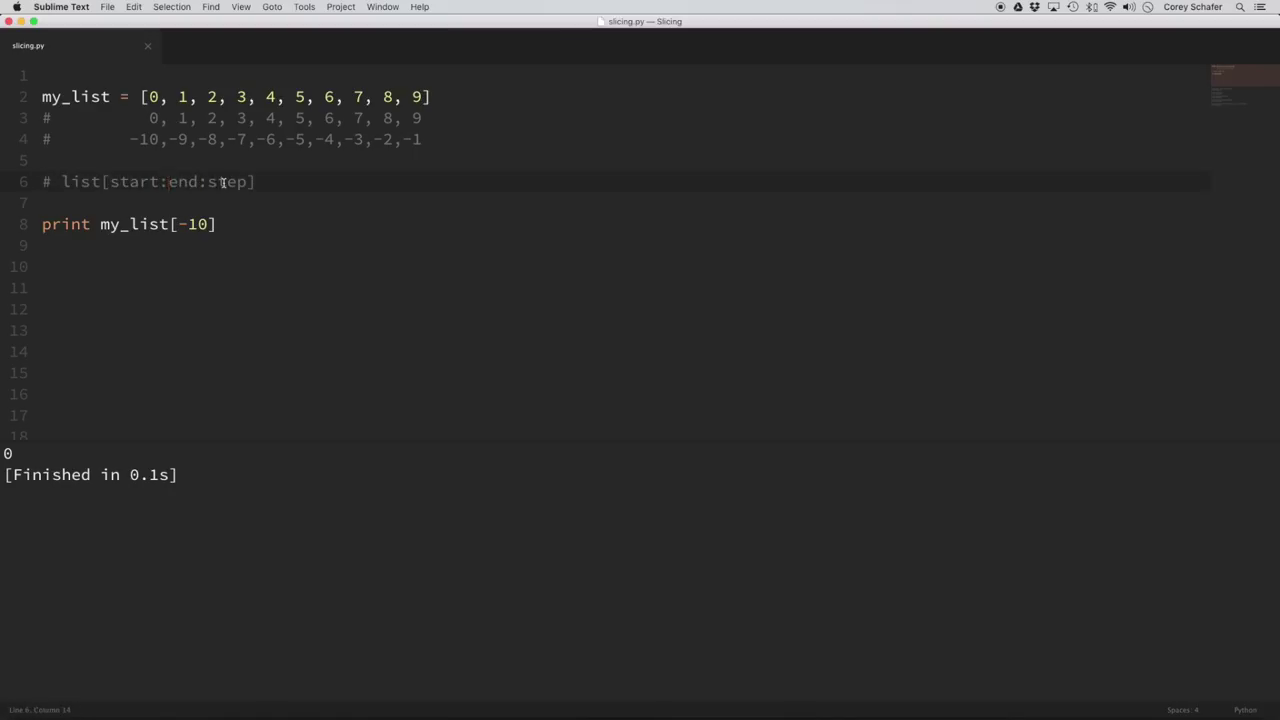 Sublime Text File Edit Selection Find View Goto Tools Project Window Help Corey Schafer
slicing.py — Slicing
slicing.py
1
2 my_list = [0, 1, 2, 3, 4, 5, 6, 7, 8, 9]
3 # 0, 1, 2, 3, 4, 5, 6, 7, 8, 9
4 # -10,-9,-8,-7,-6,-5,-4,-3,-2,-1
5
6 # list[start:end:step]
7
8 print my_list[-10]
9
10
11
12
13
14
15
16
17
18
0
[Finished in 0.1s]
Line 6, Column 14 Spaces: 4 Python